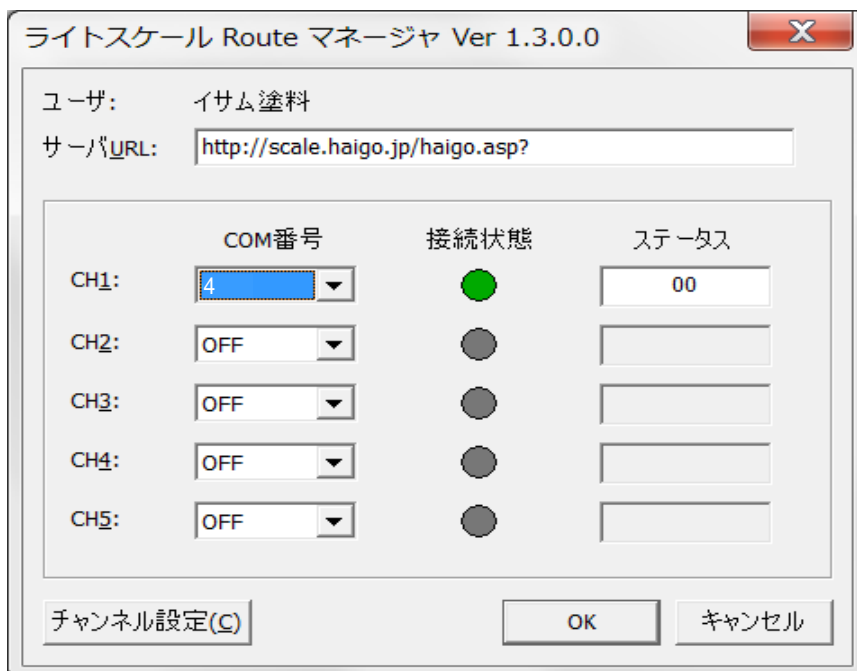 ライトスケール Route マネージャ Ver 1.3.0.0
ユーザ: イサム塗料
サーバURL: http://scale.haigo.jp/haigo.asp?
COM番号 接続状態 ステータス
CH1: 4 00
CH2: OFF
CH3: OFF
CH4: OFF
CH5: OFF
チャンネル設定(C) OK キャンセル